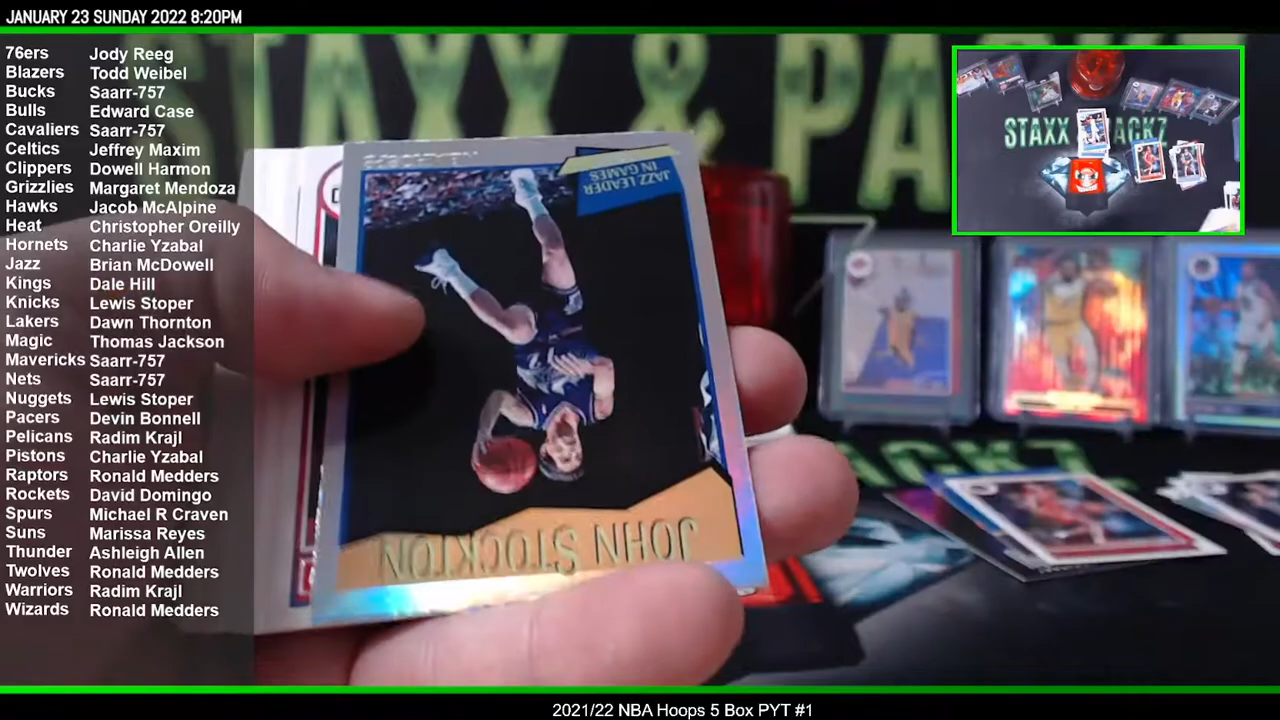 JANUARY 23 SUNDAY 2022 8:20PM
76ers Jody Reeg
Blazers Todd Weibel
Bucks Saarr-757
Bulls Edward Case
Cavaliers Saarr-757
Celtics Jeffrey Maxim
Clippers Dowell Harmon
Grizzlies Margaret Mendoza
Hawks Jacob McAlpine
Heat Christopher Oreilly
Hornets Charlie Yzabal
Jazz Brian McDowell
Kings Dale Hill
Knicks Lewis Stoper
Lakers Dawn Thornton
Magic Thomas Jackson
Mavericks Saarr-757
Nets Saarr-757
Nuggets Lewis Stoper
Pacers Devin Bonnell
Pelicans Radim Krajl
Pistons Charlie Yzabal
Raptors Ronald Medders
Rockets David Domingo
Spurs Michael R Craven
Suns Marissa Reyes
Thunder Ashleigh Allen
Twolves Ronald Medders
Warriors Radim Krajl
Wizards Ronald Medders
STAXX & PA
STAXX PACKZ
JAZZ LEADER
IN GAMES
JOHN STOCKTON
ACKZ
2021/22 NBA Hoops 5 Box PYT #1